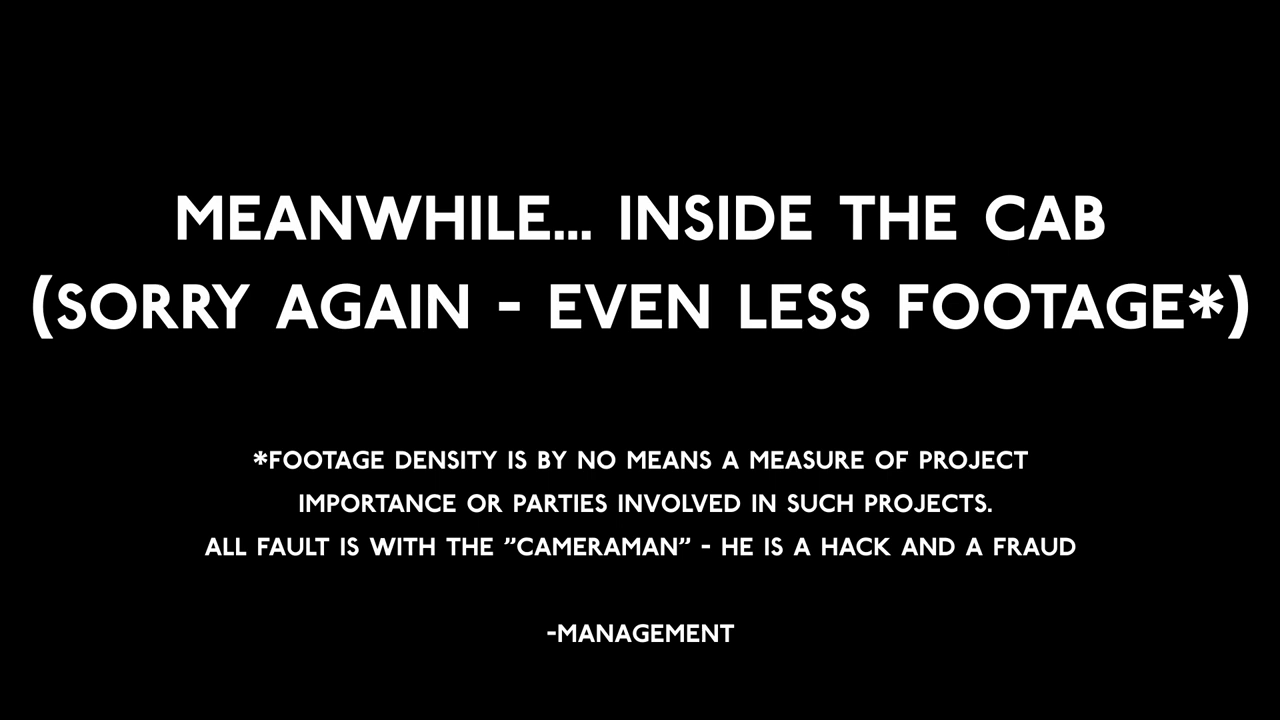 MEANWHILE... INSIDE THE CAB
(SORRY AGAIN - EVEN LESS FOOTAGE*)
*FOOTAGE DENSITY IS BY NO MEANS A MEASURE OF PROJECT
IMPORTANCE OR PARTIES INVOLVED IN SUCH PROJECTS.
ALL FAULT IS WITH THE ”CAMERAMAN” - HE IS A HACK AND A FRAUD
-MANAGEMENT